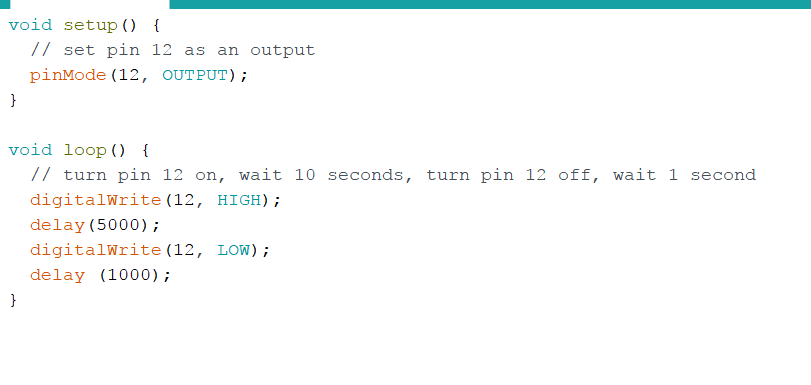 void setup() {
  // set pin 12 as an output
  pinMode(12, OUTPUT);
}

void loop() {
  // turn pin 12 on, wait 10 seconds, turn pin 12 off, wait 1 second
  digitalWrite(12, HIGH);
  delay(5000);
  digitalWrite(12, LOW);
  delay (1000);
}